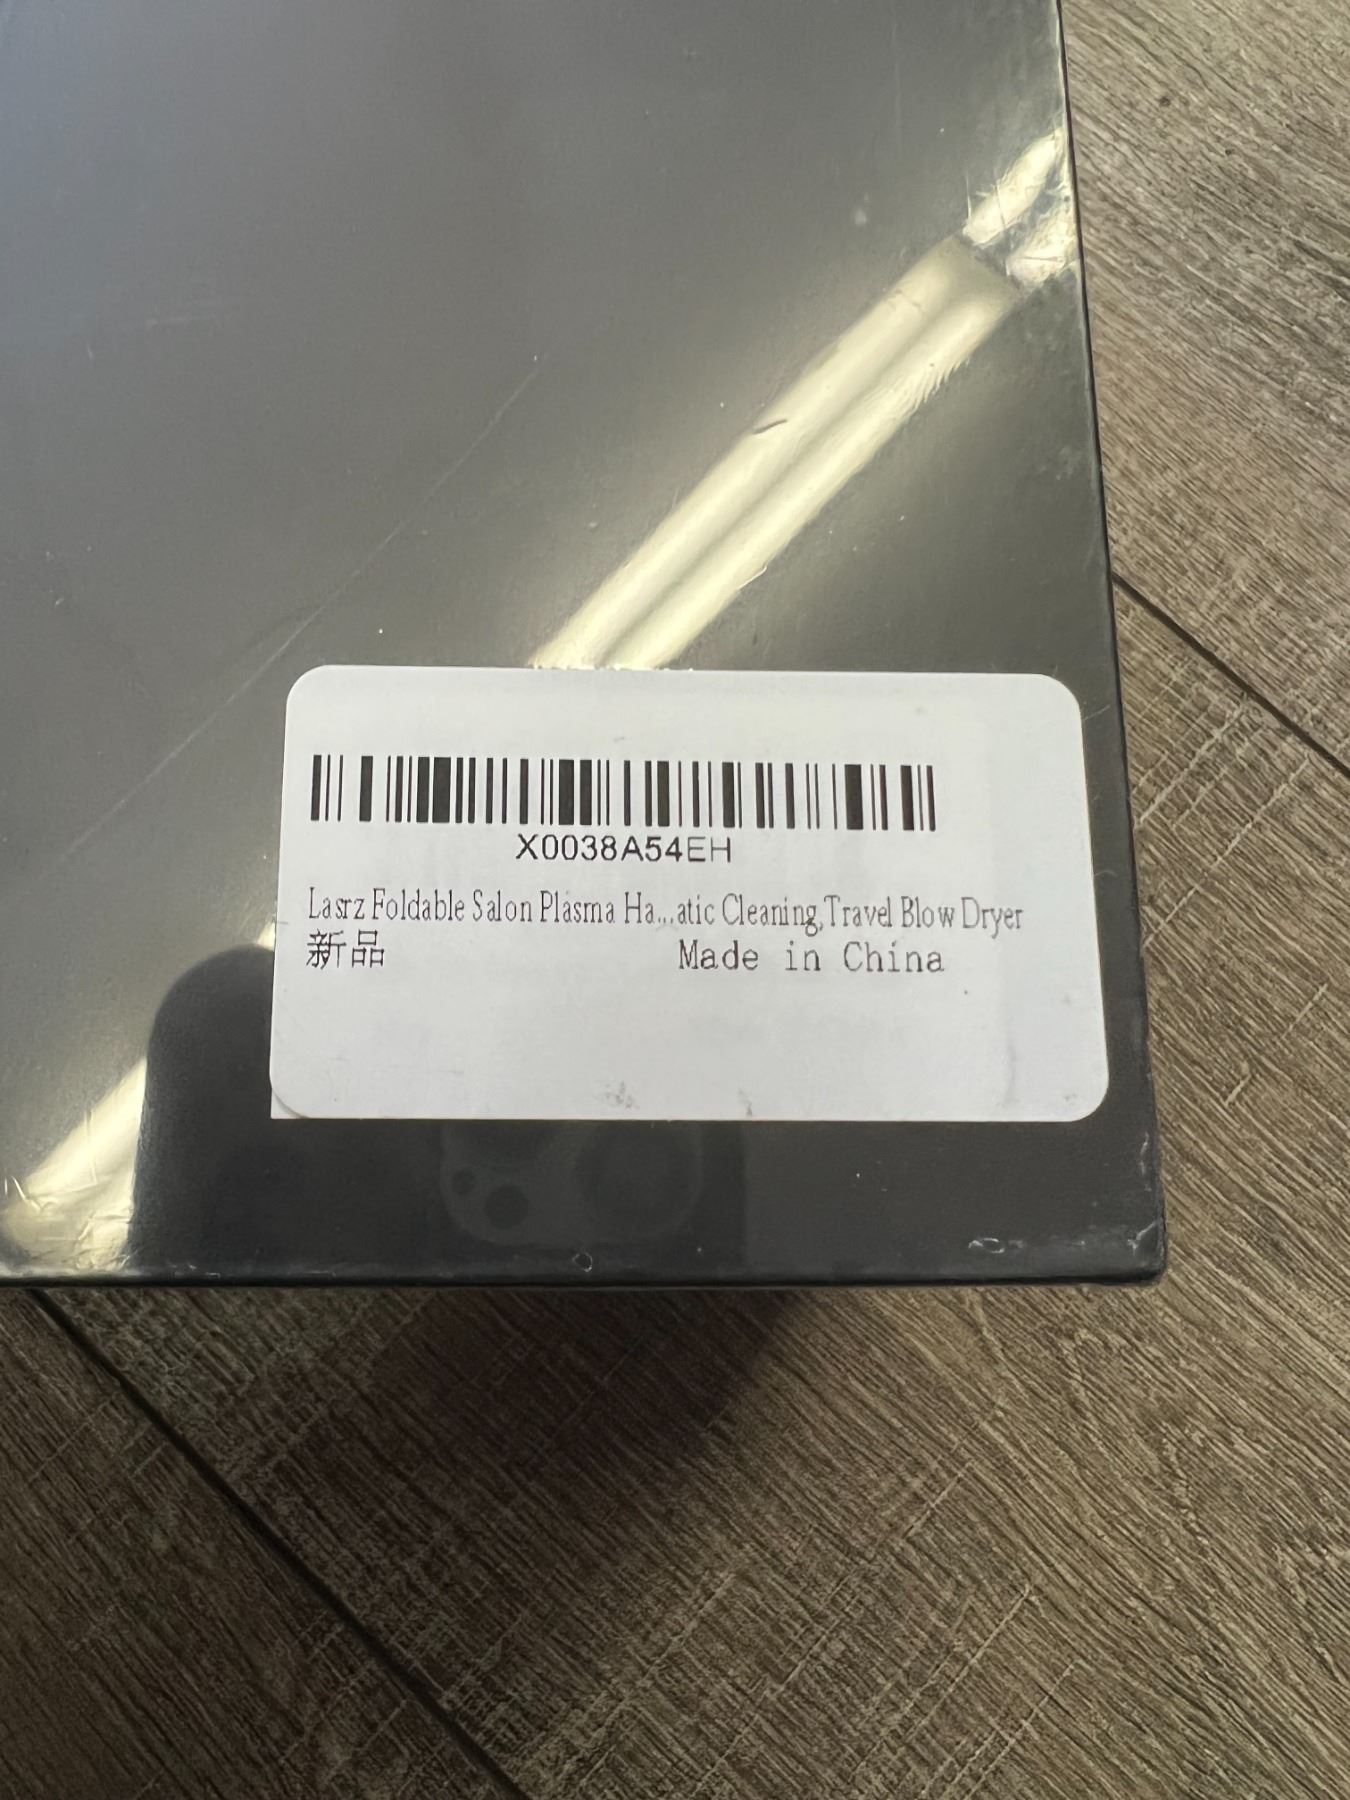 X0038A54EH
Lasrz Foldable Salon Plasma Ha...atic Cleaning,Travel Blow Dryer
新品 Made in China